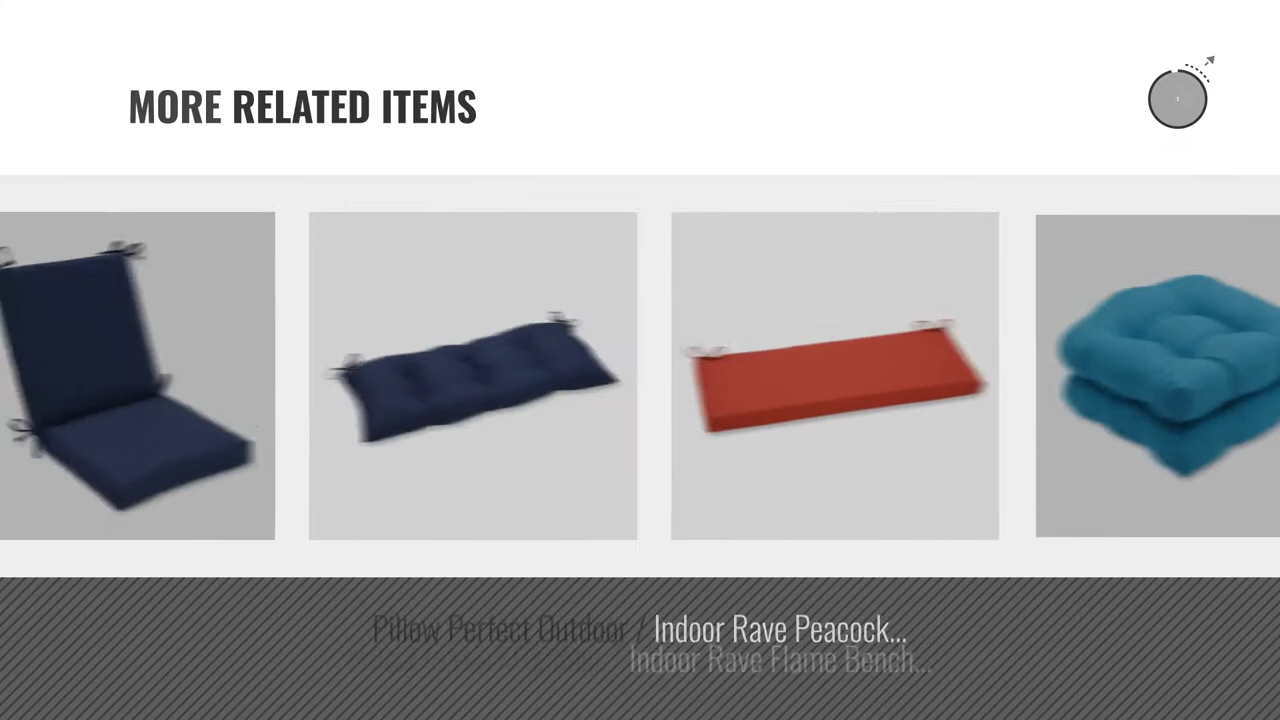 MORE RELATED ITEMS
Pillow Perfect Outdoor / Indoor Rave Peacock...
Indoor Rave Flame Bench...